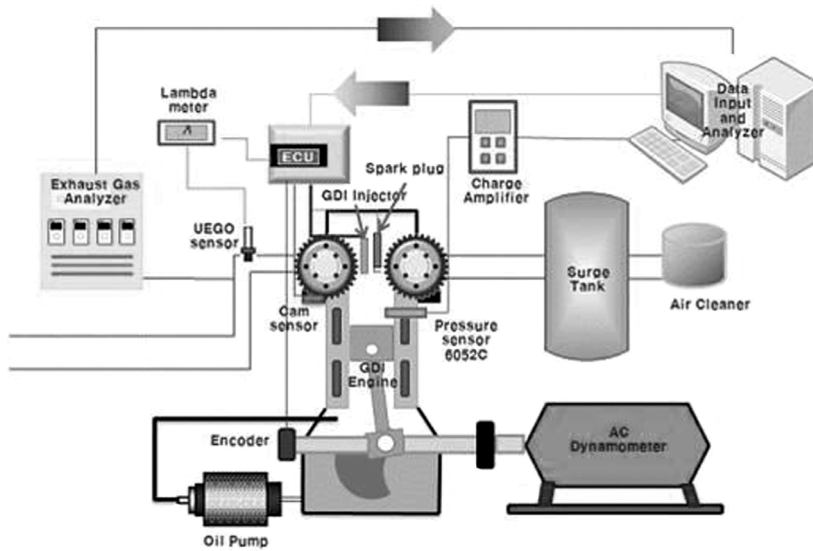 Lambda
meter
ECU
Spark plug
GDI Injector
Data
Input
and
Analyzer
Charge
Amplifier
Exhaust Gas
Analyzer
UEGO
sensor
Cam
sensor
Pressure
sensor
6052C
Surge
Tank
Air Cleaner
GDI
Engine
Encoder
AC
Dynamometer
Oil Pump